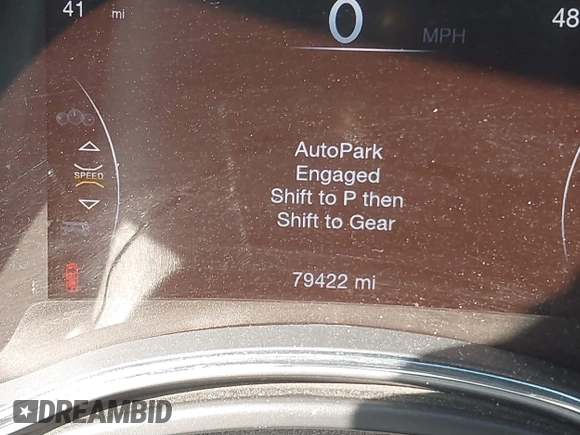 41 mi
0 MPH
48
SPEED
AutoPark
Engaged
Shift to P then
Shift to Gear
79422 mi
DREAMBID